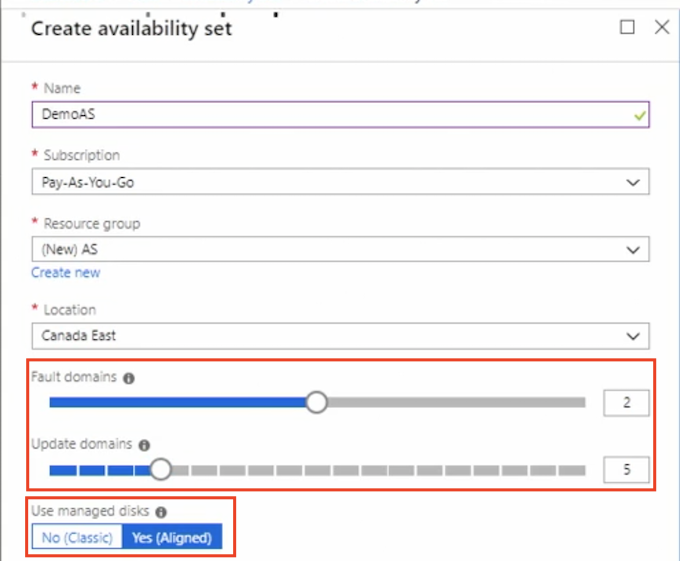 Create availability set
* Name
DemoAS
* Subscription
Pay-As-You-Go
* Resource group
(New) AS
Create new
* Location
Canada East
Fault domains
2
Update domains
5
Use managed disks
No (Classic) Yes (Aligned)